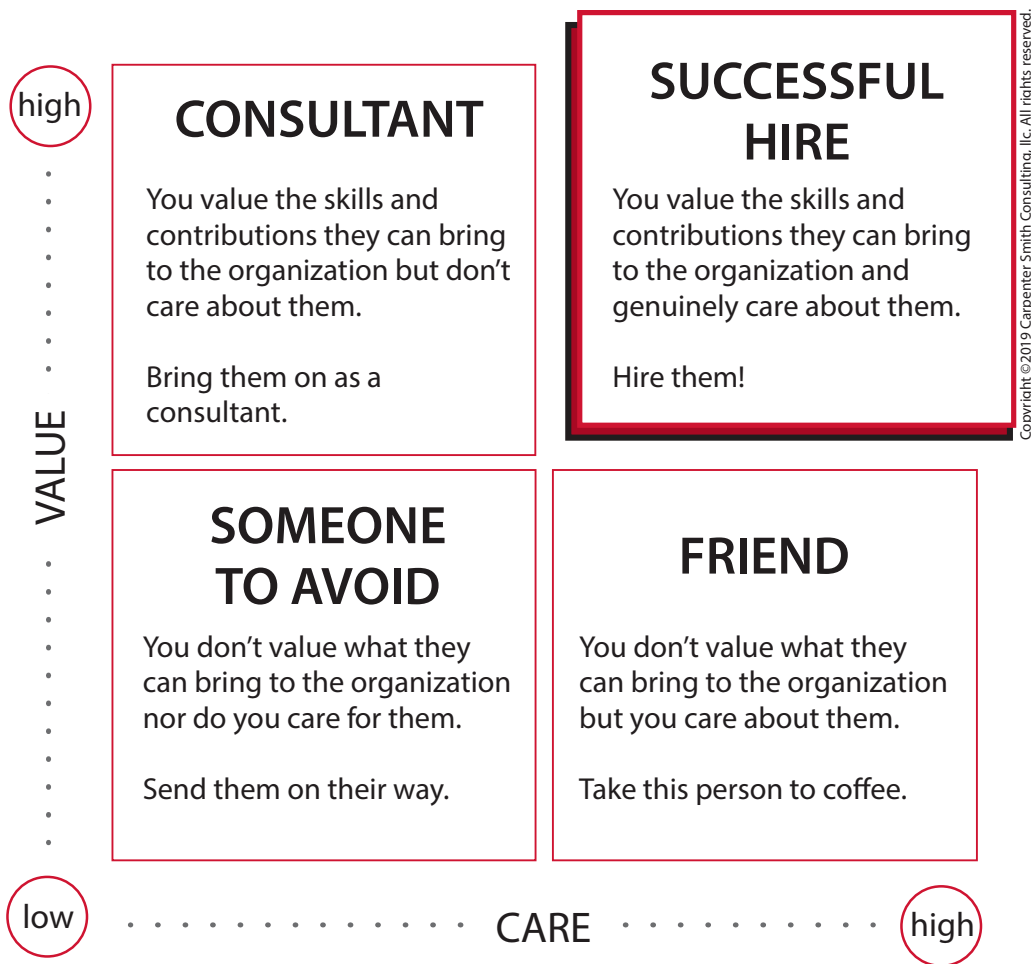 high
CONSULTANT
You value the skills and
contributions they can bring
to the organization but don’t
care about them.
Bring them on as a
consultant.
SUCCESSFUL
HIRE
You value the skills and
contributions they can bring
to the organization and
genuinely care about them.
Hire them!
Copyright ©2019 Carpenter Smith Consulting, llc. All rights reserved.
VALUE
SOMEONE
TO AVOID
You don’t value what they
can bring to the organization
nor do you care for them.
Send them on their way.
FRIEND
You don’t value what they
can bring to the organization
but you care about them.
Take this person to coffee.
low
CARE
high